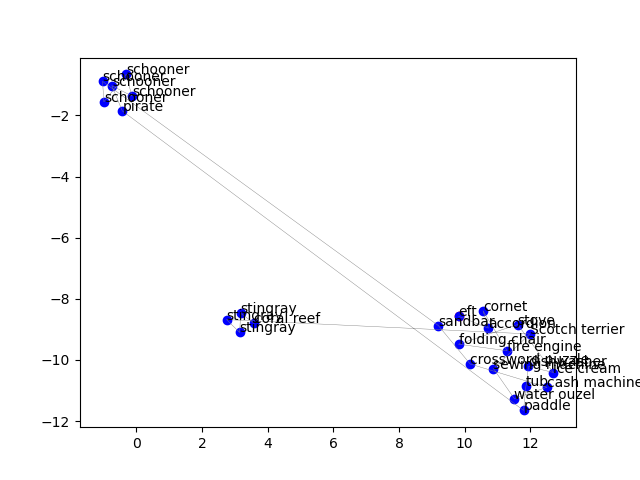 schooner
schooner
schooner
schooner
schooner
pirate
stingray
stingray
coral reef
stingray
cornet
eft
stove
sandbar
accordion
Scotch terrier
folding chair
fire engine
crossword puzzle
sewing machine
ice cream
tub
cash machine
water ouzel
paddle
−2
−4
−6
−8
−10
−12
0
2
4
6
8
10
12